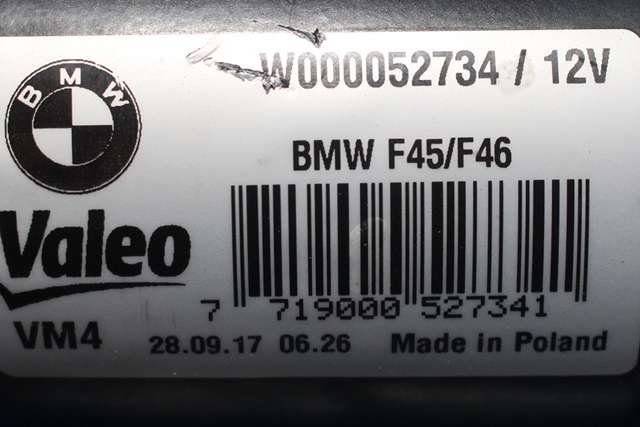 W000052734 / 12V
BMW
BMW F45/F46
Valeo
7 719000 527341
VM4 28.09.17 06.26 Made in Poland